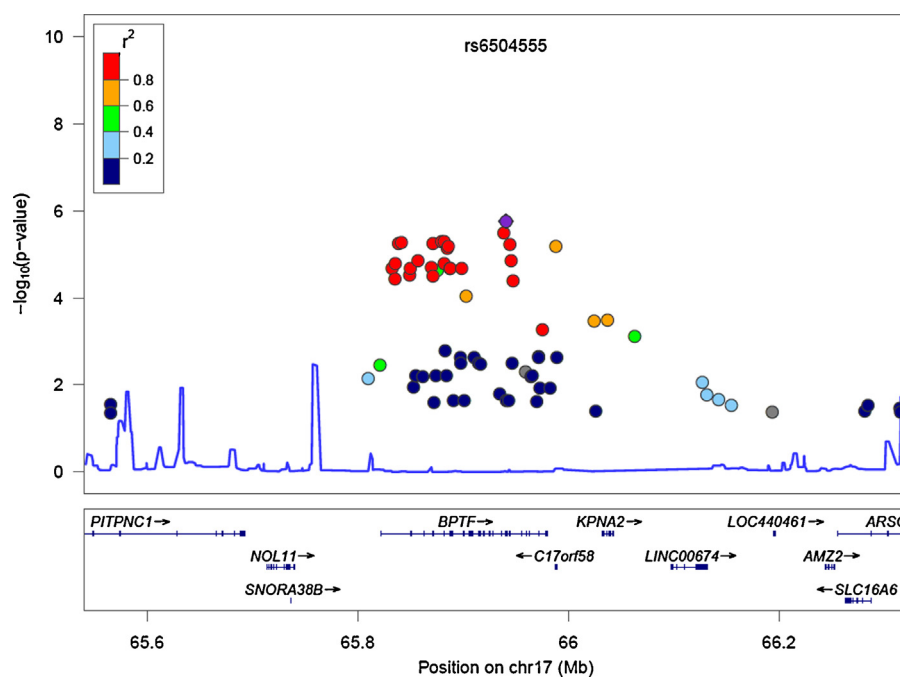 rs6504555
r2
0.8
0.6
0.4
0.2
10
8
6
4
2
0
−log10(p−value)
PITPNC1→
BPTF→
KPNA2→
LOC440461→
ARSG
NOL11→
←C17orf58
LINC00674→
AMZ2→
SNORA38B→
←SLC16A6
65.6
65.8
66
66.2
Position on chr17 (Mb)